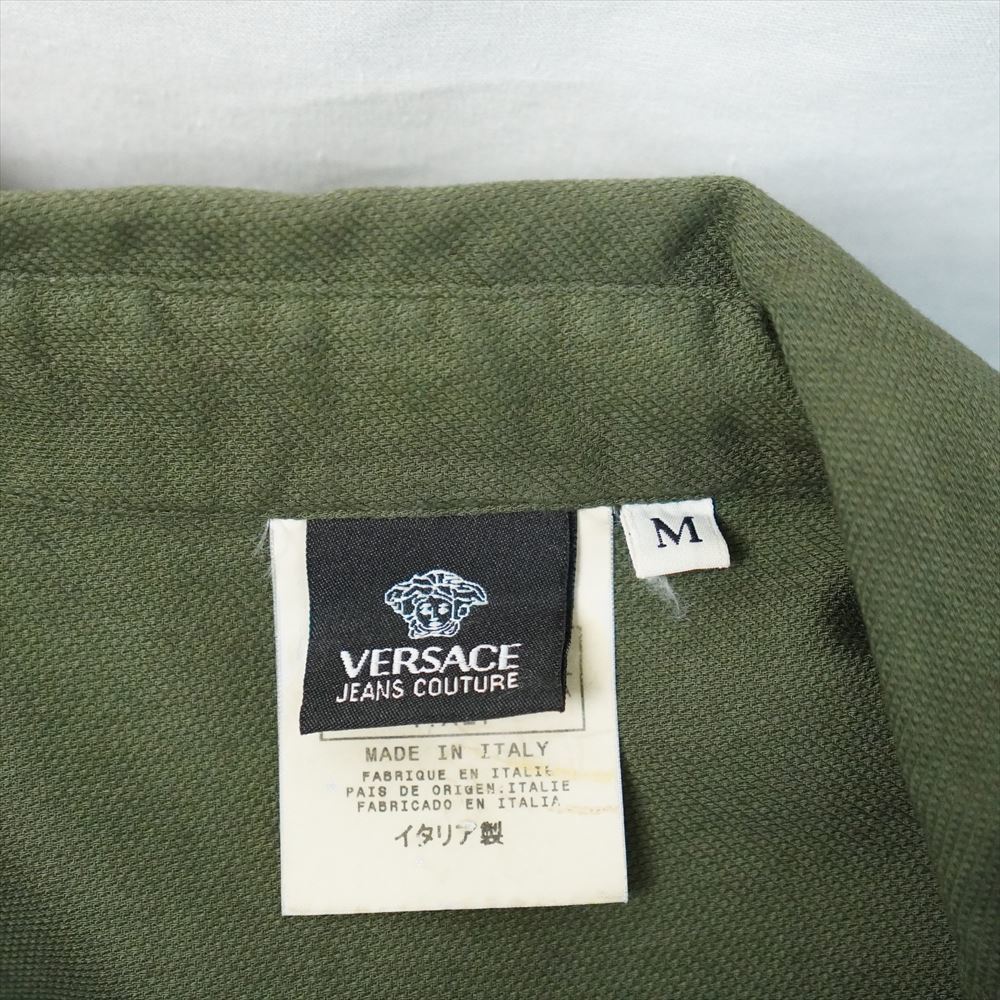 M
VERSACE
JEANS COUTURE
MADE IN ITALY
FABRIQUE EN ITALIE
PAIS DE ORIGEN.ITALIE
FABRICADO EN ITALIA
イタリア製